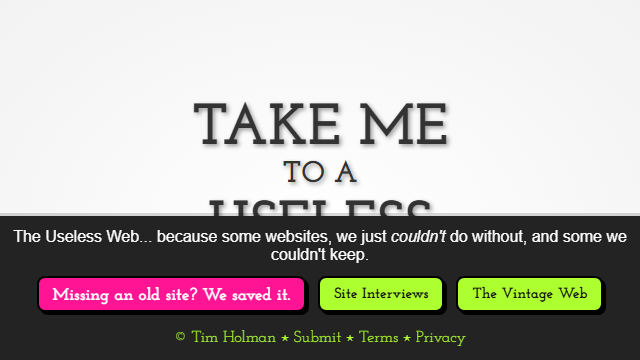 TAKE ME
TO A
USELESS
The Useless Web... because some websites, we just couldn't do without, and some we
couldn't keep.
Missing an old site? We saved it.
Site Interviews
The Vintage Web
© Tim Holman ★ Submit ★ Terms ★ Privacy